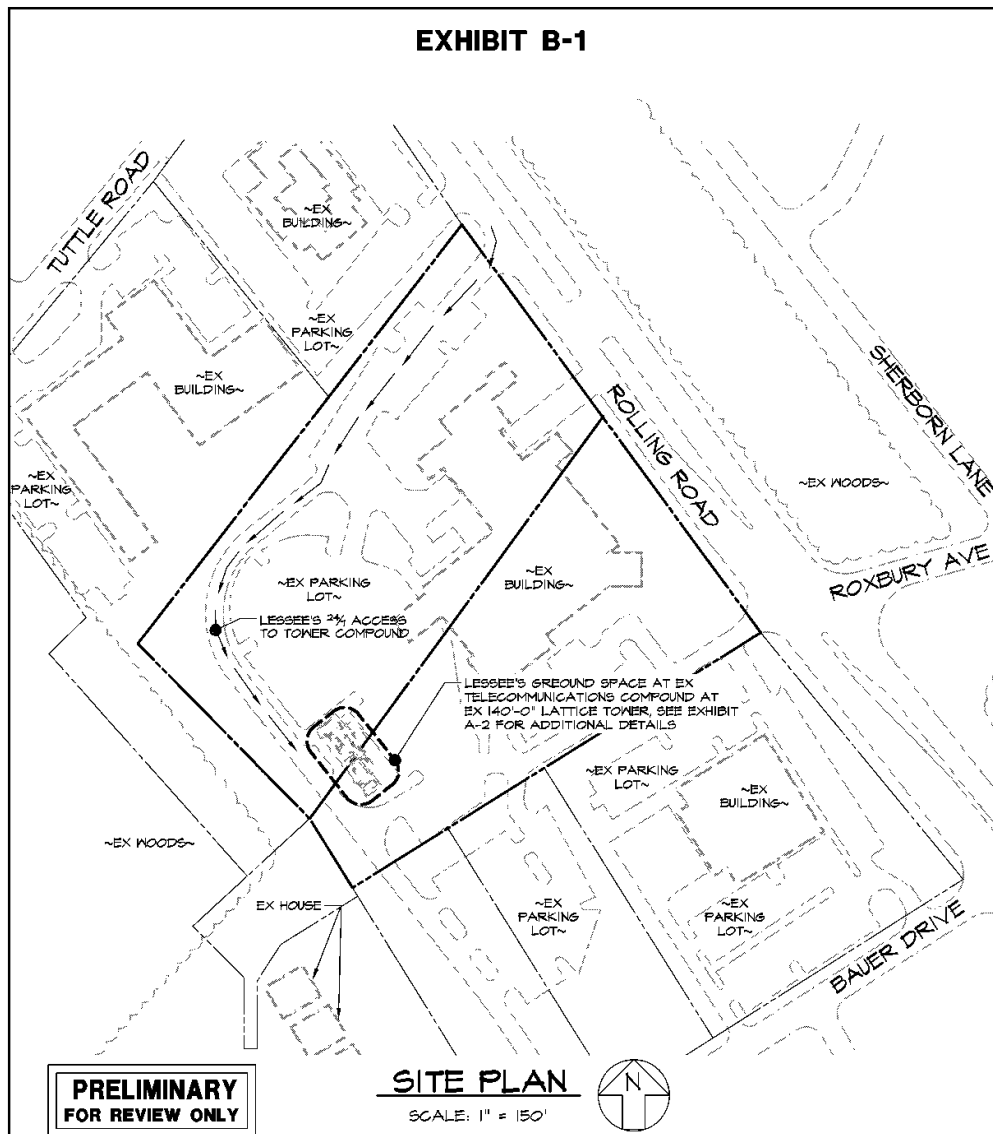 EXHIBIT B-1
TUTTLE ROAD
~EX
BUILDING~
~EX
PARKING
LOT~
~EX
BUILDING~
~EX
PARKING
LOT~
SHERBORN LANE
ROLLING ROAD
~EX WOODS~
ROXBURY AVE
~EX PARKING
LOT~
~EX
BUILDING~
LESSEE'S 24/7 ACCESS
TO TOWER COMPOUND
LESSEE'S GREOUND SPACE AT EX
TELECOMMUNICATIONS COMPOUND AT
EX 140'-0" LATTICE TOWER, SEE EXHIBIT
A-2 FOR ADDITIONAL DETAILS
~EX PARKING
LOT~
~EX
BUILDING~
~EX WOODS~
EX HOUSE
~EX
PARKING
LOT~
~EX
PARKING
LOT~
BAUER DRIVE
PRELIMINARY
FOR REVIEW ONLY
SITE PLAN
SCALE: 1" = 150'
N